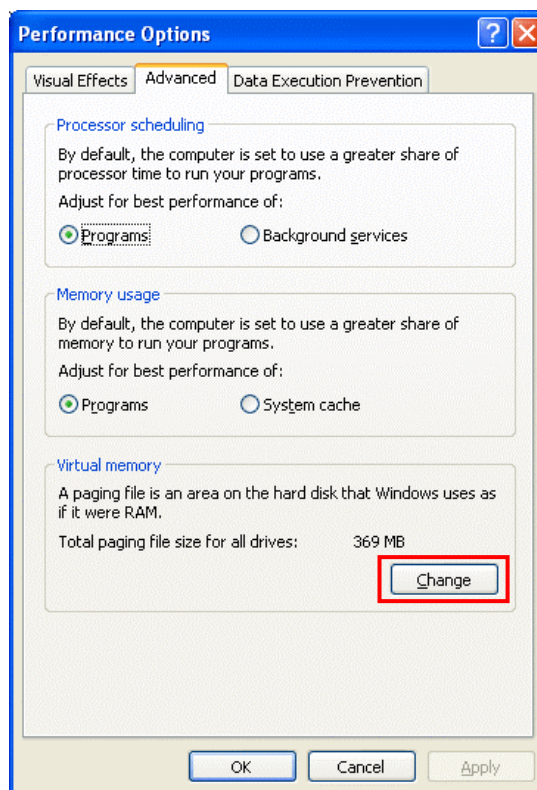 Performance Options
Visual Effects Advanced Data Execution Prevention
Processor scheduling
By default, the computer is set to use a greater share of
processor time to run your programs.
Adjust for best performance of:
Programs Background services
Memory usage
By default, the computer is set to use a greater share of
memory to run your programs.
Adjust for best performance of:
Programs System cache
Virtual memory
A paging file is an area on the hard disk that Windows uses as
if it were RAM.
Total paging file size for all drives: 369 MB
Change
OK Cancel Apply